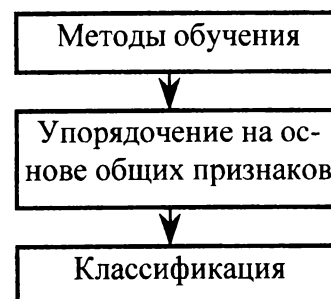 Методы обучения
Упорядочение на ос-
нове общих признаков
Классификация